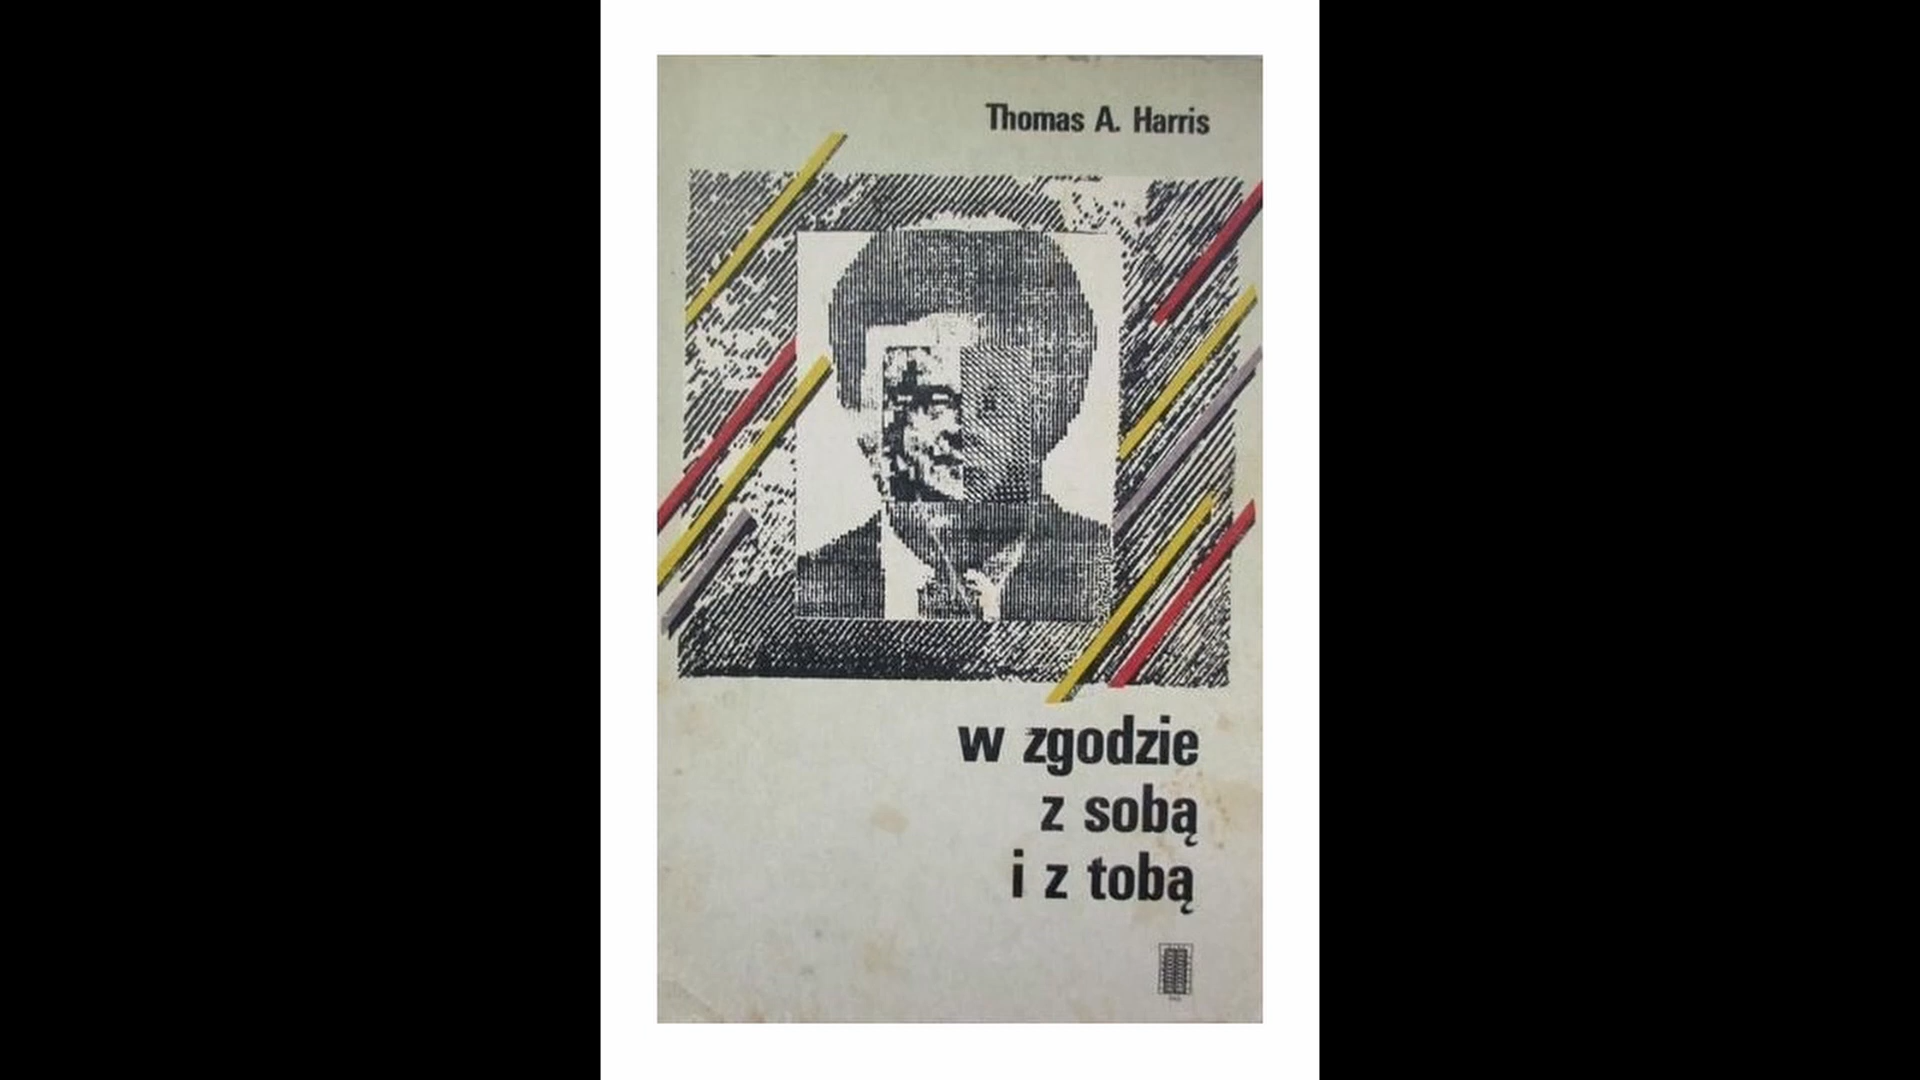 Thomas A. Harris
w zgodzie
z sobą
i z tobą